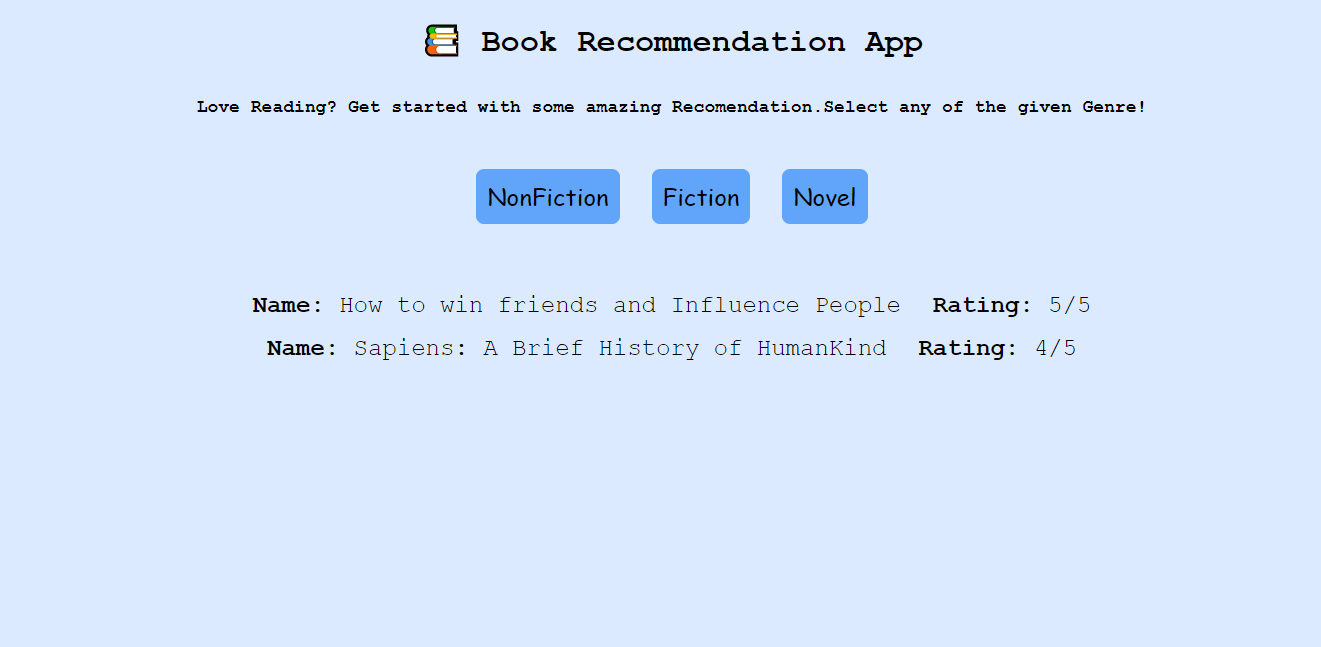 Book Recommendation App
Love Reading? Get started with some amazing Recomendation.Select any of the given Genre!
NonFiction Fiction Novel
Name: How to win friends and Influence People Rating: 5/5
Name: Sapiens: A Brief History of HumanKind Rating: 4/5